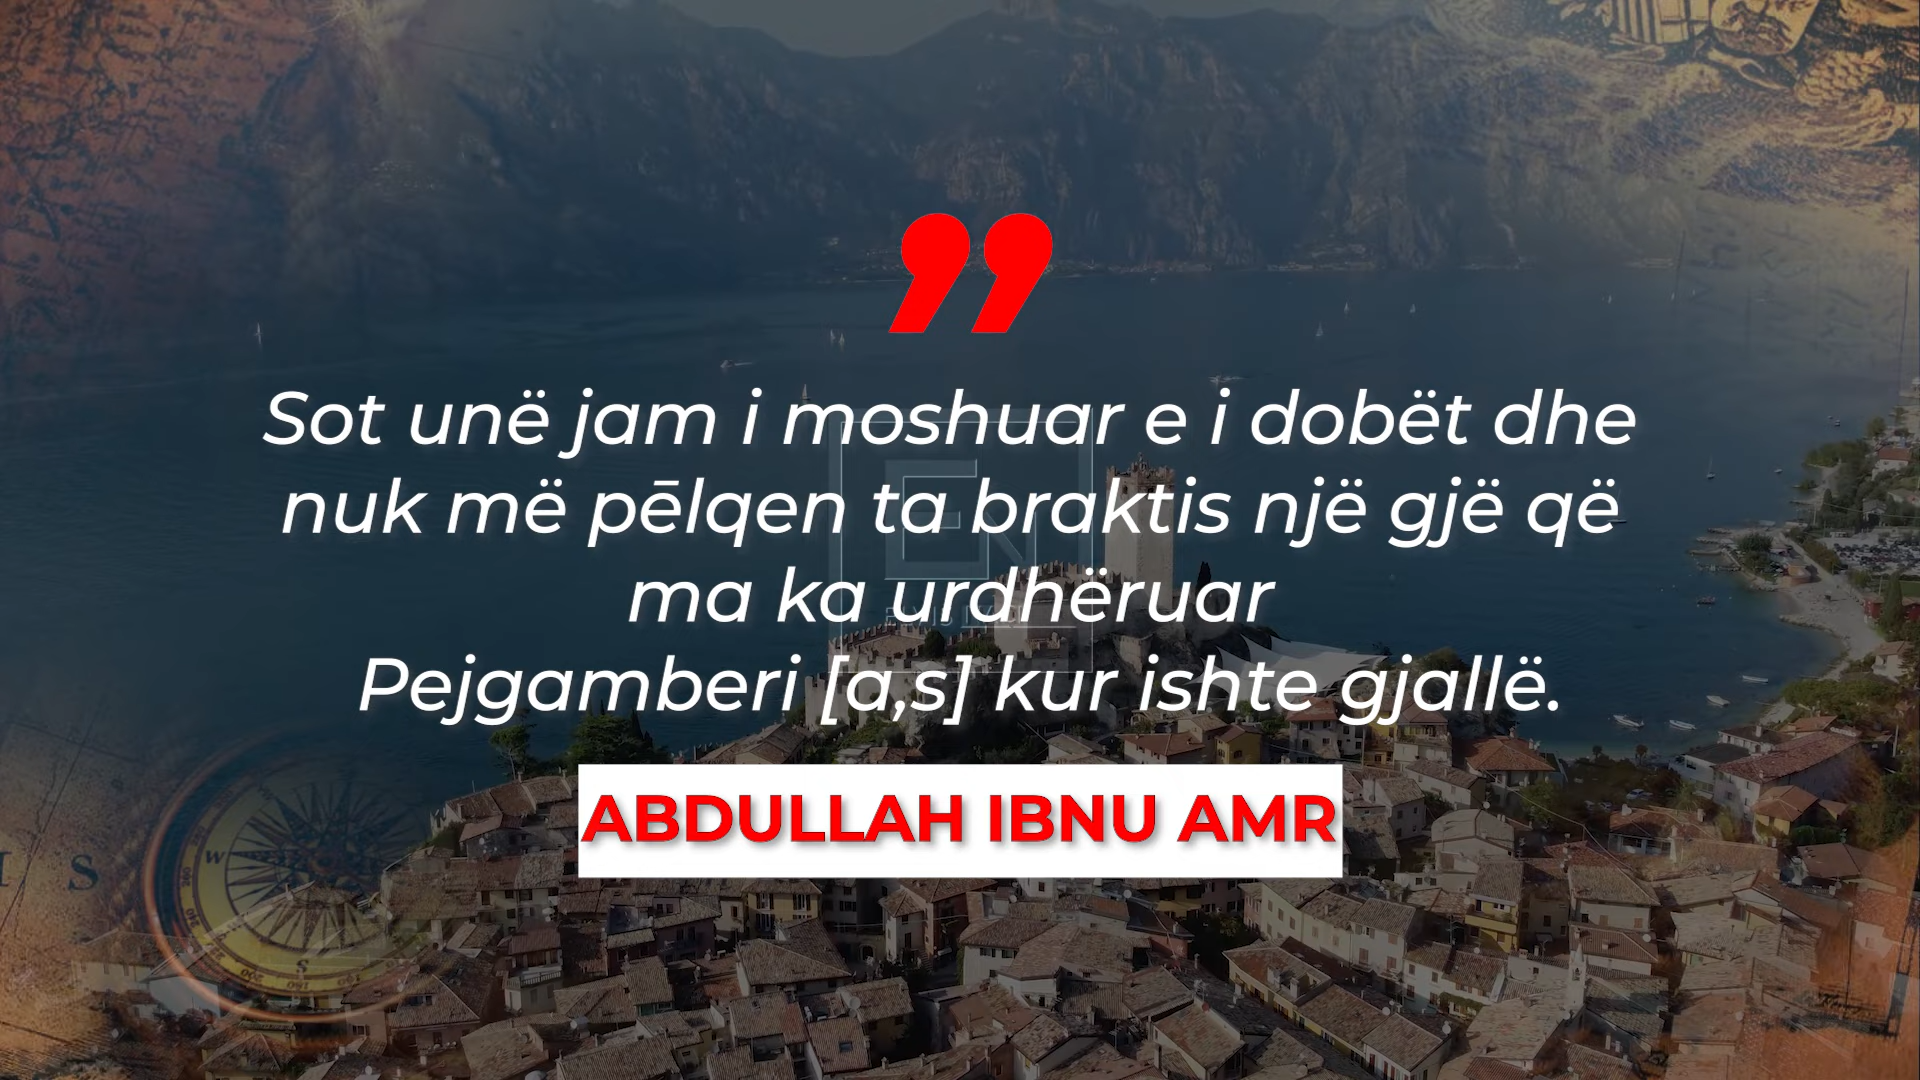 ”
Sot unë jam i moshuar e i dobët dhe
nuk më pēlqen ta braktis një gjë që
ma ka urdhëruar
Pejgamberi [a,s] kur ishte gjallë.
ABDULLAH IBNU AMR
I S
W
S